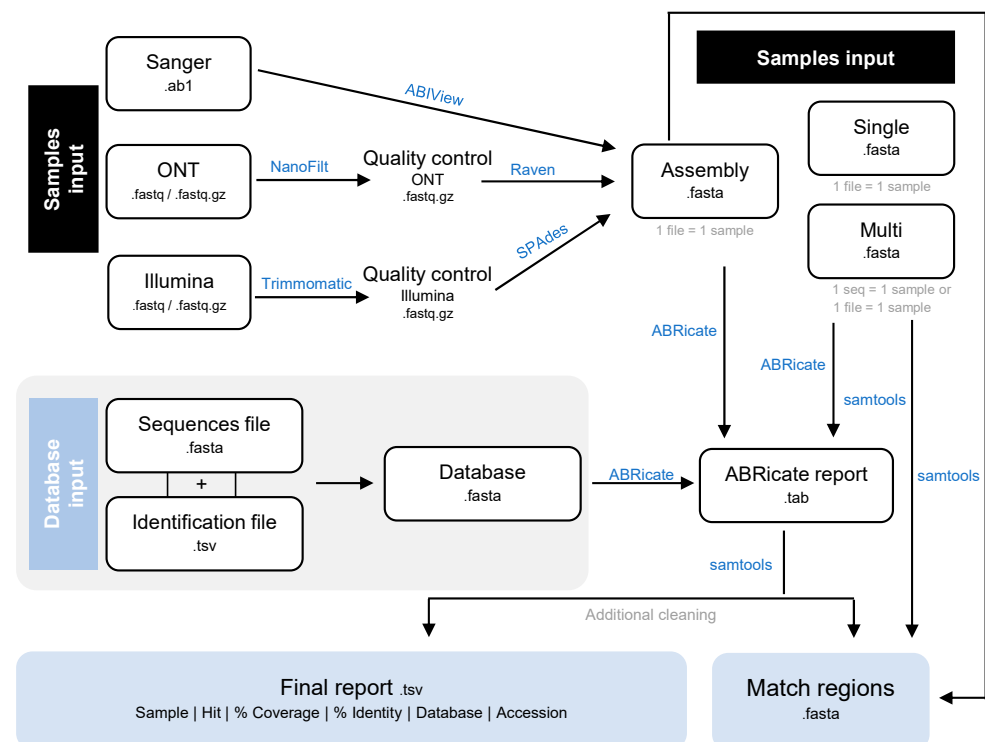 Samples input
Sanger
.ab1
ABIView
Samples
input
ONT
.fastq / .fastq.gz
NanoFilt
Quality control
ONT
.fastq.gz
Raven
Assembly
.fasta
1 file = 1 sample
Single
.fasta
1 file = 1 sample
Multi
.fasta
1 seq = 1 sample or
1 file = 1 sample
Illumina
.fastq / .fastq.gz
Trimmomatic
Quality control
Illumina
.fastq.gz
SPAdes
ABRicate
ABRicate
samtools
samtools
Database
input
Sequences file
.fasta
+
Identification file
.tsv
Database
.fasta
ABRicate
ABRicate report
.tab
samtools
Additional cleaning
Final report .tsv
Sample | Hit | % Coverage | % Identity | Database | Accession
Match regions
.fasta